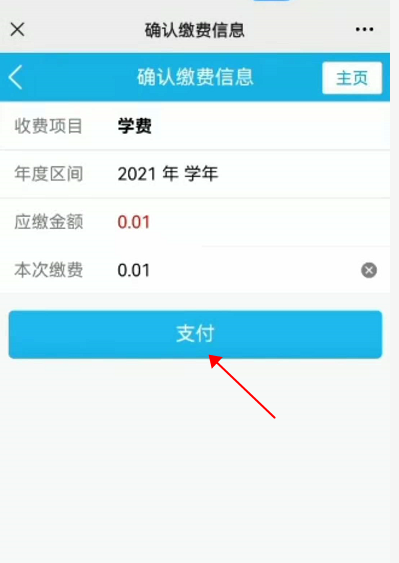 确认缴费信息
确认缴费信息 主页
收费项目 学费
年度区间 2021 年 学年
应缴金额 0.01
本次缴费 0.01
支付